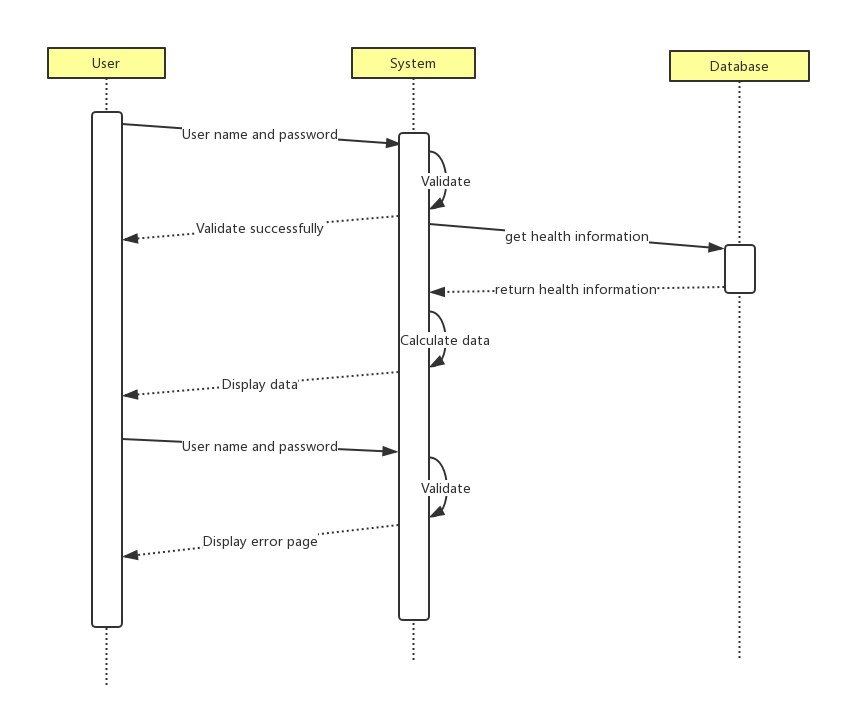 User
System
Database
User name and password
Validate
Validate successfully
get health information
return health information
Calculate data
Display data
User name and password
Validate
Display error page